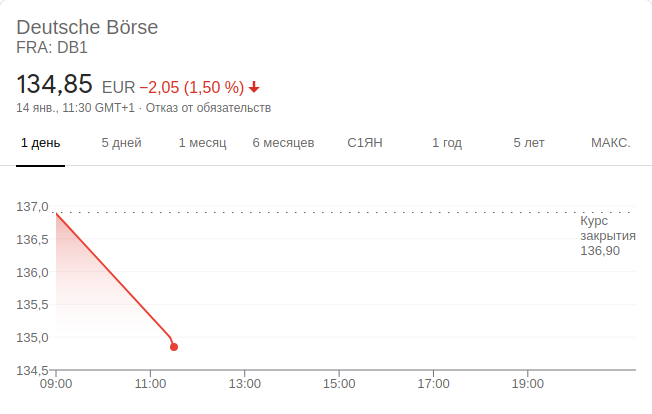 Deutsche Börse
FRA: DB1
134,85 EUR −2,05 (1,50 %)
14 янв., 11:30 GMT+1 · Отказ от обязательств
1 день 5 дней 1 месяц 6 месяцев С1ЯН 1 год 5 лет МАКС.
137,0
Курс
закрытия
136,90
136,5
136,0
135,5
135,0
134,5
09:00 11:00 13:00 15:00 17:00 19:00